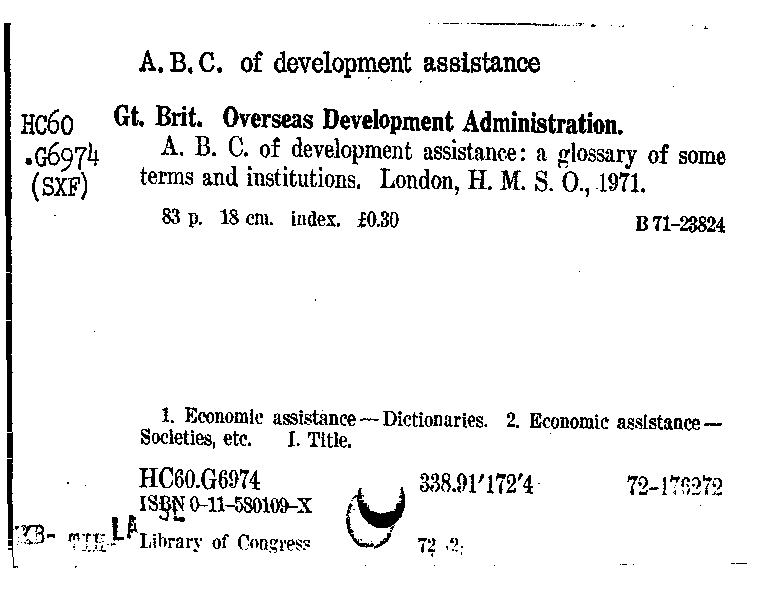 A. B. C. of development assistance
HC60
.G6974
(SXF)
Gt. Brit. Overseas Development Administration.
A. B. C. of development assistance: a glossary of some
terms and institutions. London, H. M. S. O., 1971.
83 p. 18 cm. index. £0.30 B 71-23824
1. Economic assistance—Dictionaries. 2. Economic assistance—
Societies, etc. I. Title.
HC60.G6974 338.91'172'4 72-176272
ISBN 0-11-580109-X
LA
Library of Congress 72